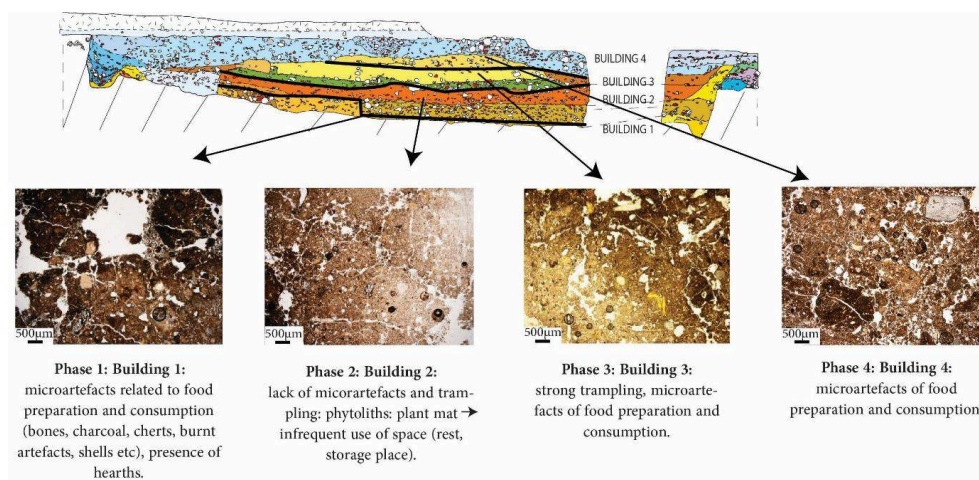 BUILDING 4
BUILDING 3
BUILDING 2
BUILDING 1
500µm
500µm
500µm
500µm
Phase 1: Building 1:
microartefacts related to food
preparation and consumption
(bones, charcoal, cherts, burnt
artefacts, shells etc), presence of
hearths.
Phase 2: Building 2:
lack of micorartefacts and tram-
pling: phytoliths: plant mat ➔
infrequent use of space (rest,
storage place).
Phase 3: Building 3:
strong trampling, microarte-
facts of food preparation and
consumption.
Phase 4: Building 4:
microartefacts of food
preparation and consumption